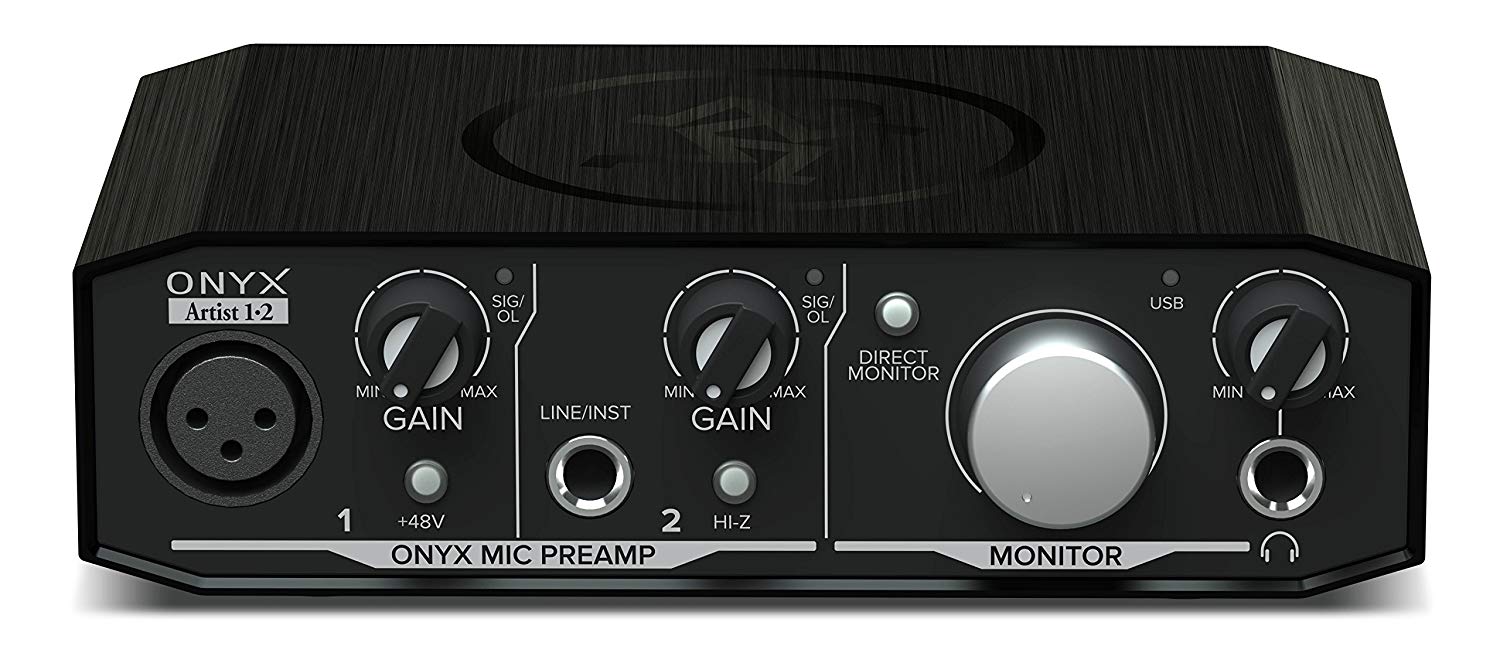 ONYX
Artist 1•2
SIG/
OL
MIN
MAX
GAIN
1
+48V
LINE/INST
SIG/
OL
MIN
MAX
GAIN
2
HI-Z
ONYX MIC PREAMP
DIRECT
MONITOR
USB
MIN
MAX
MONITOR